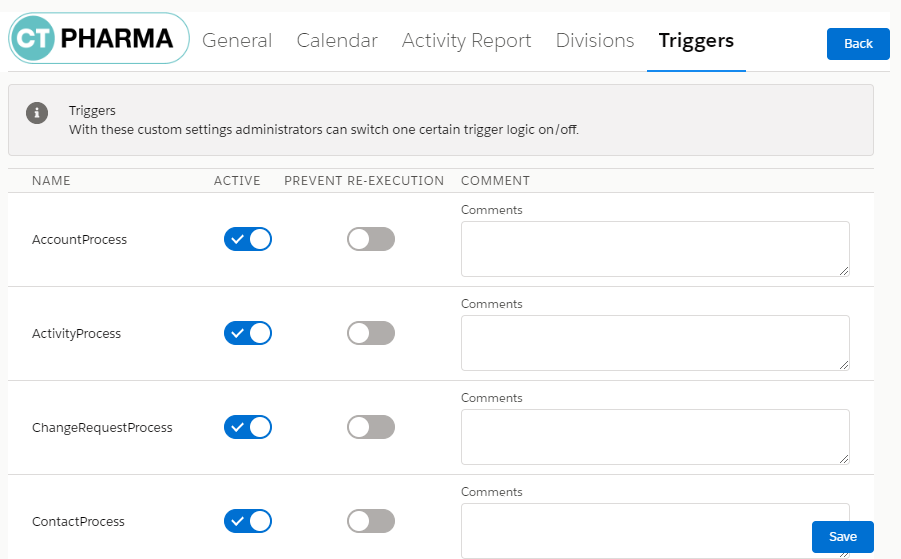 CT PHARMA General Calendar Activity Report Divisions Triggers Back
Triggers
With these custom settings administrators can switch one certain trigger logic on/off.
NAME ACTIVE PREVENT RE-EXECUTION COMMENT
Comments
AccountProcess
Comments
ActivityProcess
Comments
ChangeRequestProcess
Comments
ContactProcess
Save